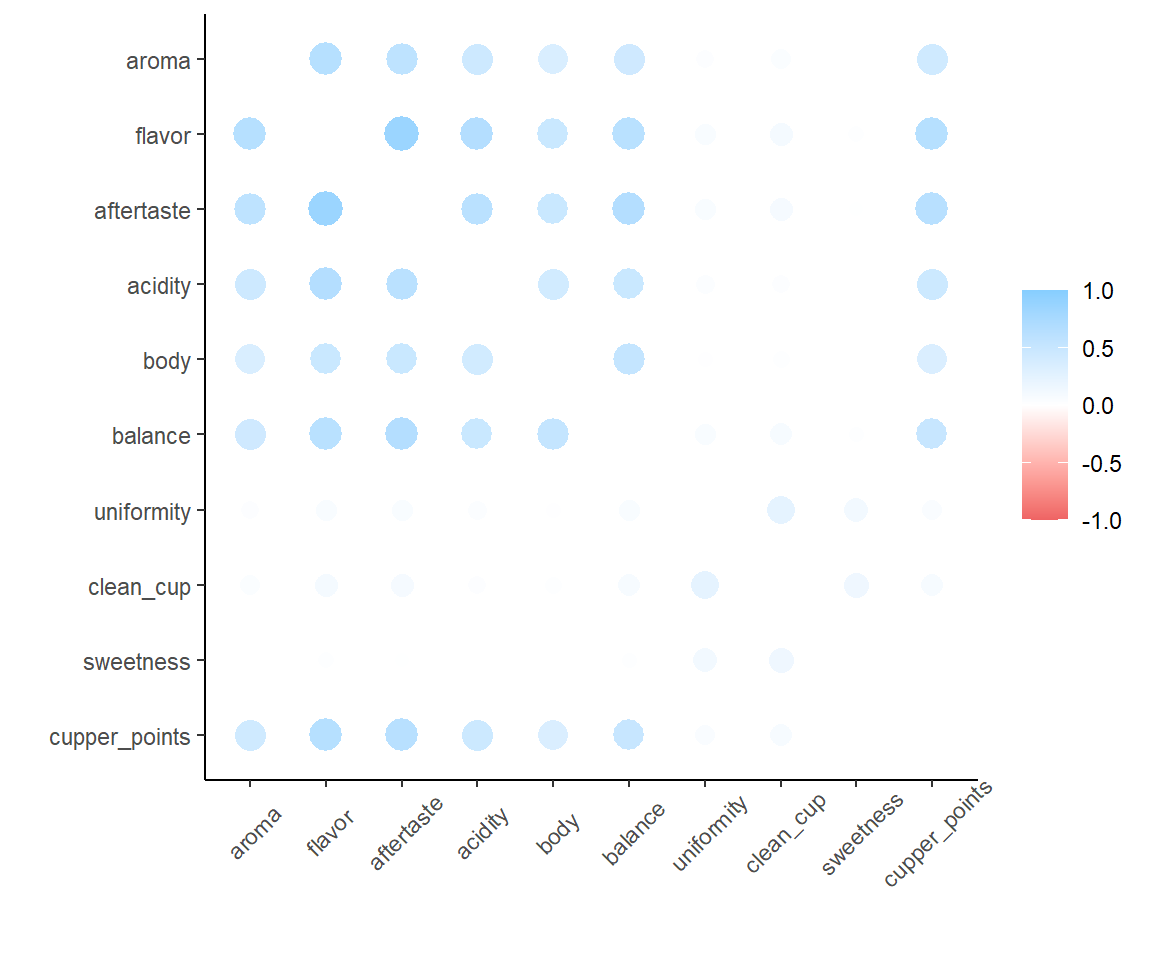 aroma
flavor
aftertaste
acidity
body
balance
uniformity
clean_cup
sweetness
cupper_points
1.0
0.5
0.0
-0.5
-1.0
aroma
flavor
aftertaste
acidity
body
balance
uniformity
clean_cup
sweetness
cupper_points